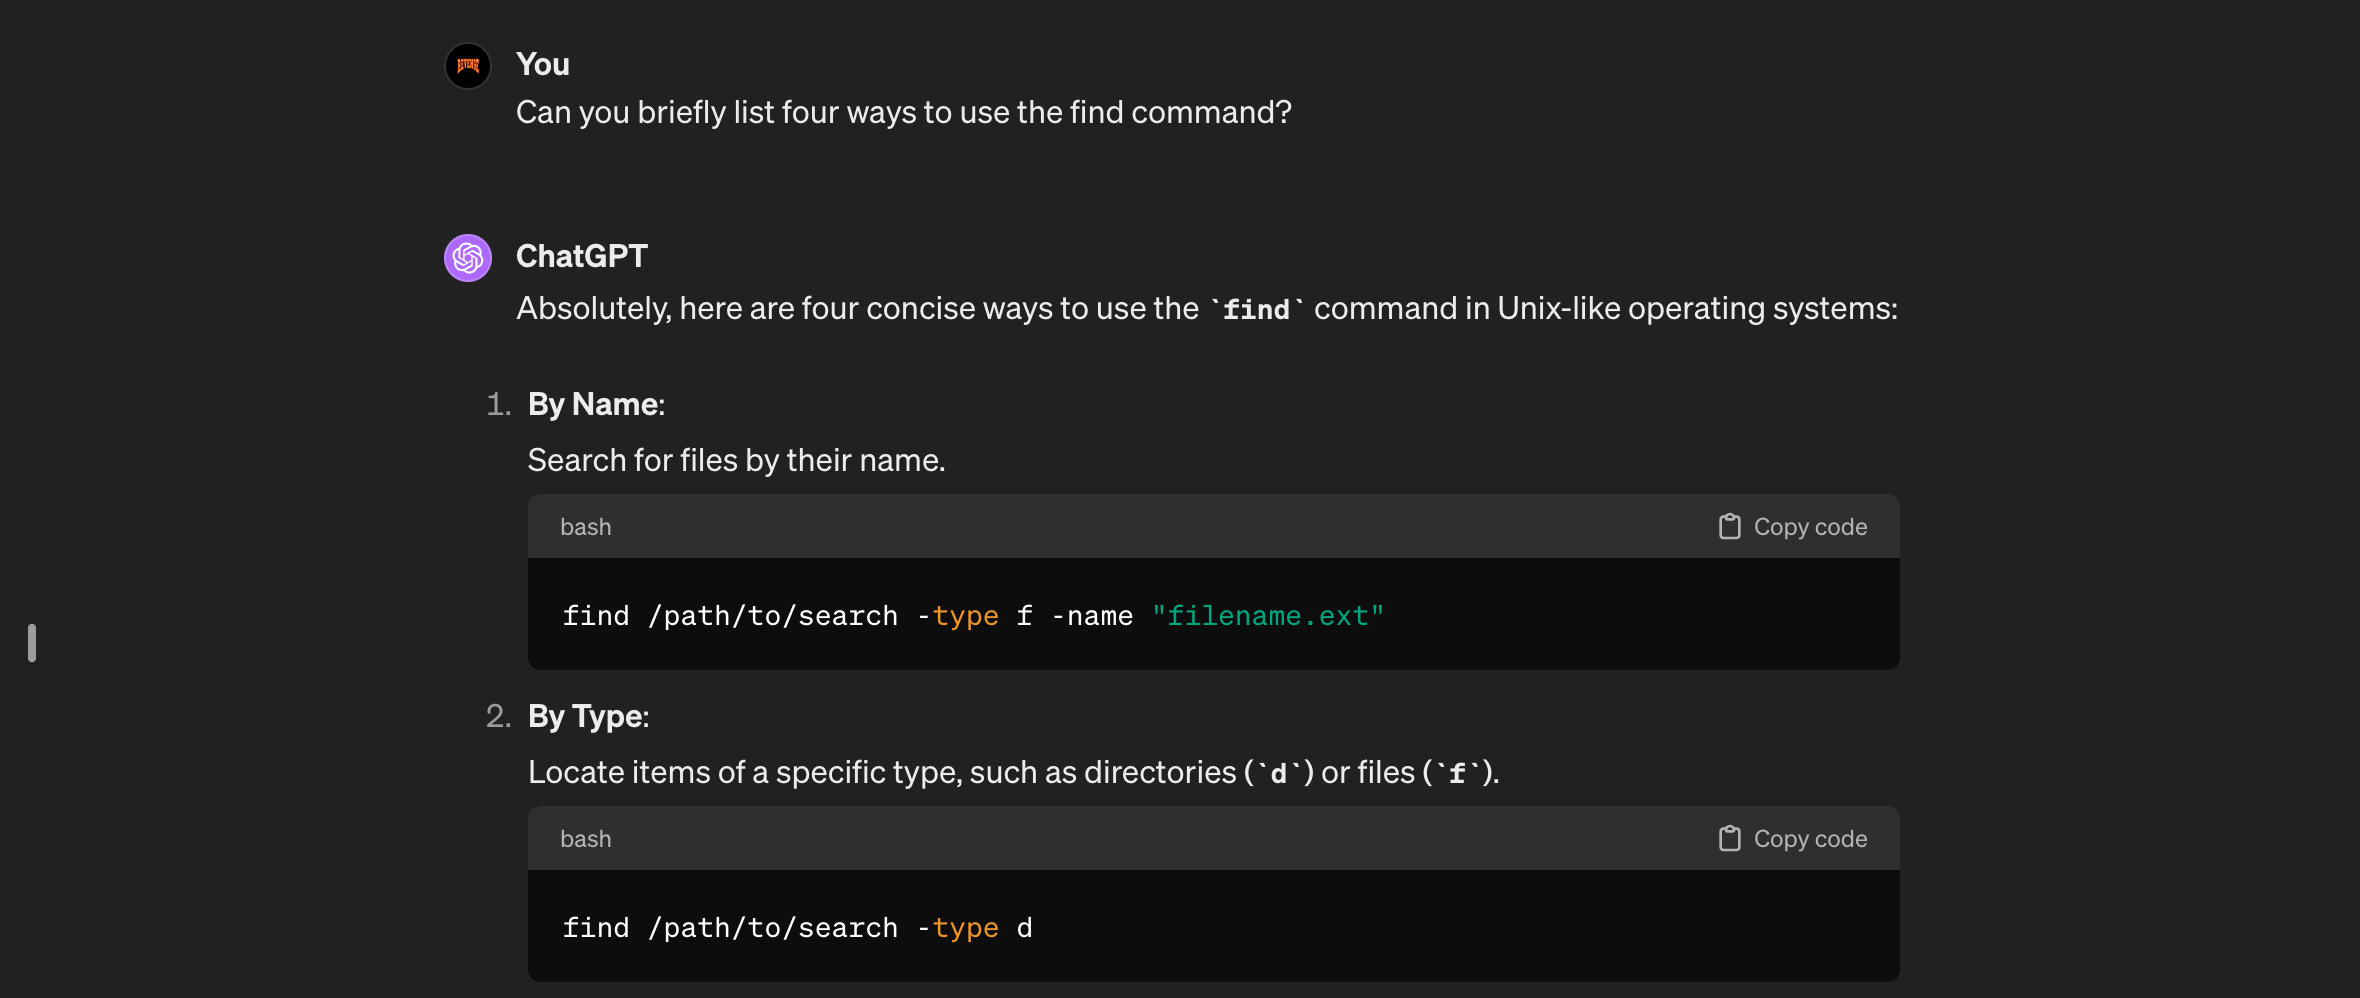 REVENGE
You
Can you briefly list four ways to use the find command?
ChatGPT
Absolutely, here are four concise ways to use the `find` command in Unix-like operating systems:
1. By Name:
Search for files by their name.
bash Copy code
find /path/to/search -type f -name "filename.ext"
2. By Type:
Locate items of a specific type, such as directories (`d`) or files (`f`).
bash Copy code
find /path/to/search -type d